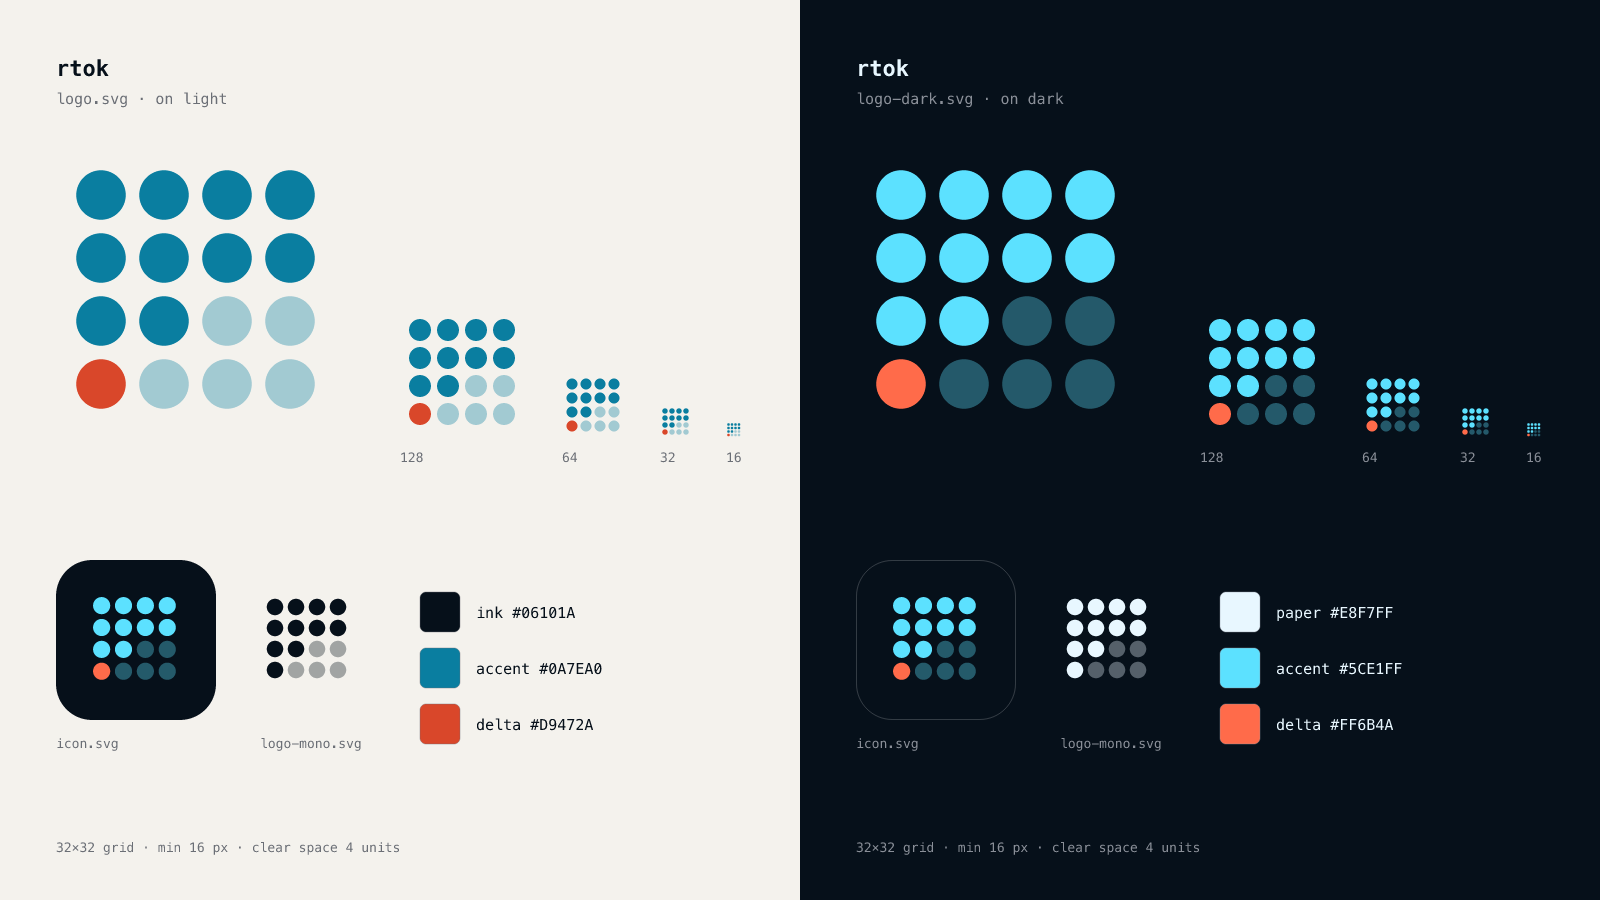 rtok
logo.svg · on light
128
64
32
16
icon.svg
logo-mono.svg
ink #06101A
accent #0A7EA0
delta #D9472A
32×32 grid · min 16 px · clear space 4 units
rtok
logo-dark.svg · on dark
128
64
32
16
icon.svg
logo-mono.svg
paper #E8F7FF
accent #5CE1FF
delta #FF6B4A
32×32 grid · min 16 px · clear space 4 units